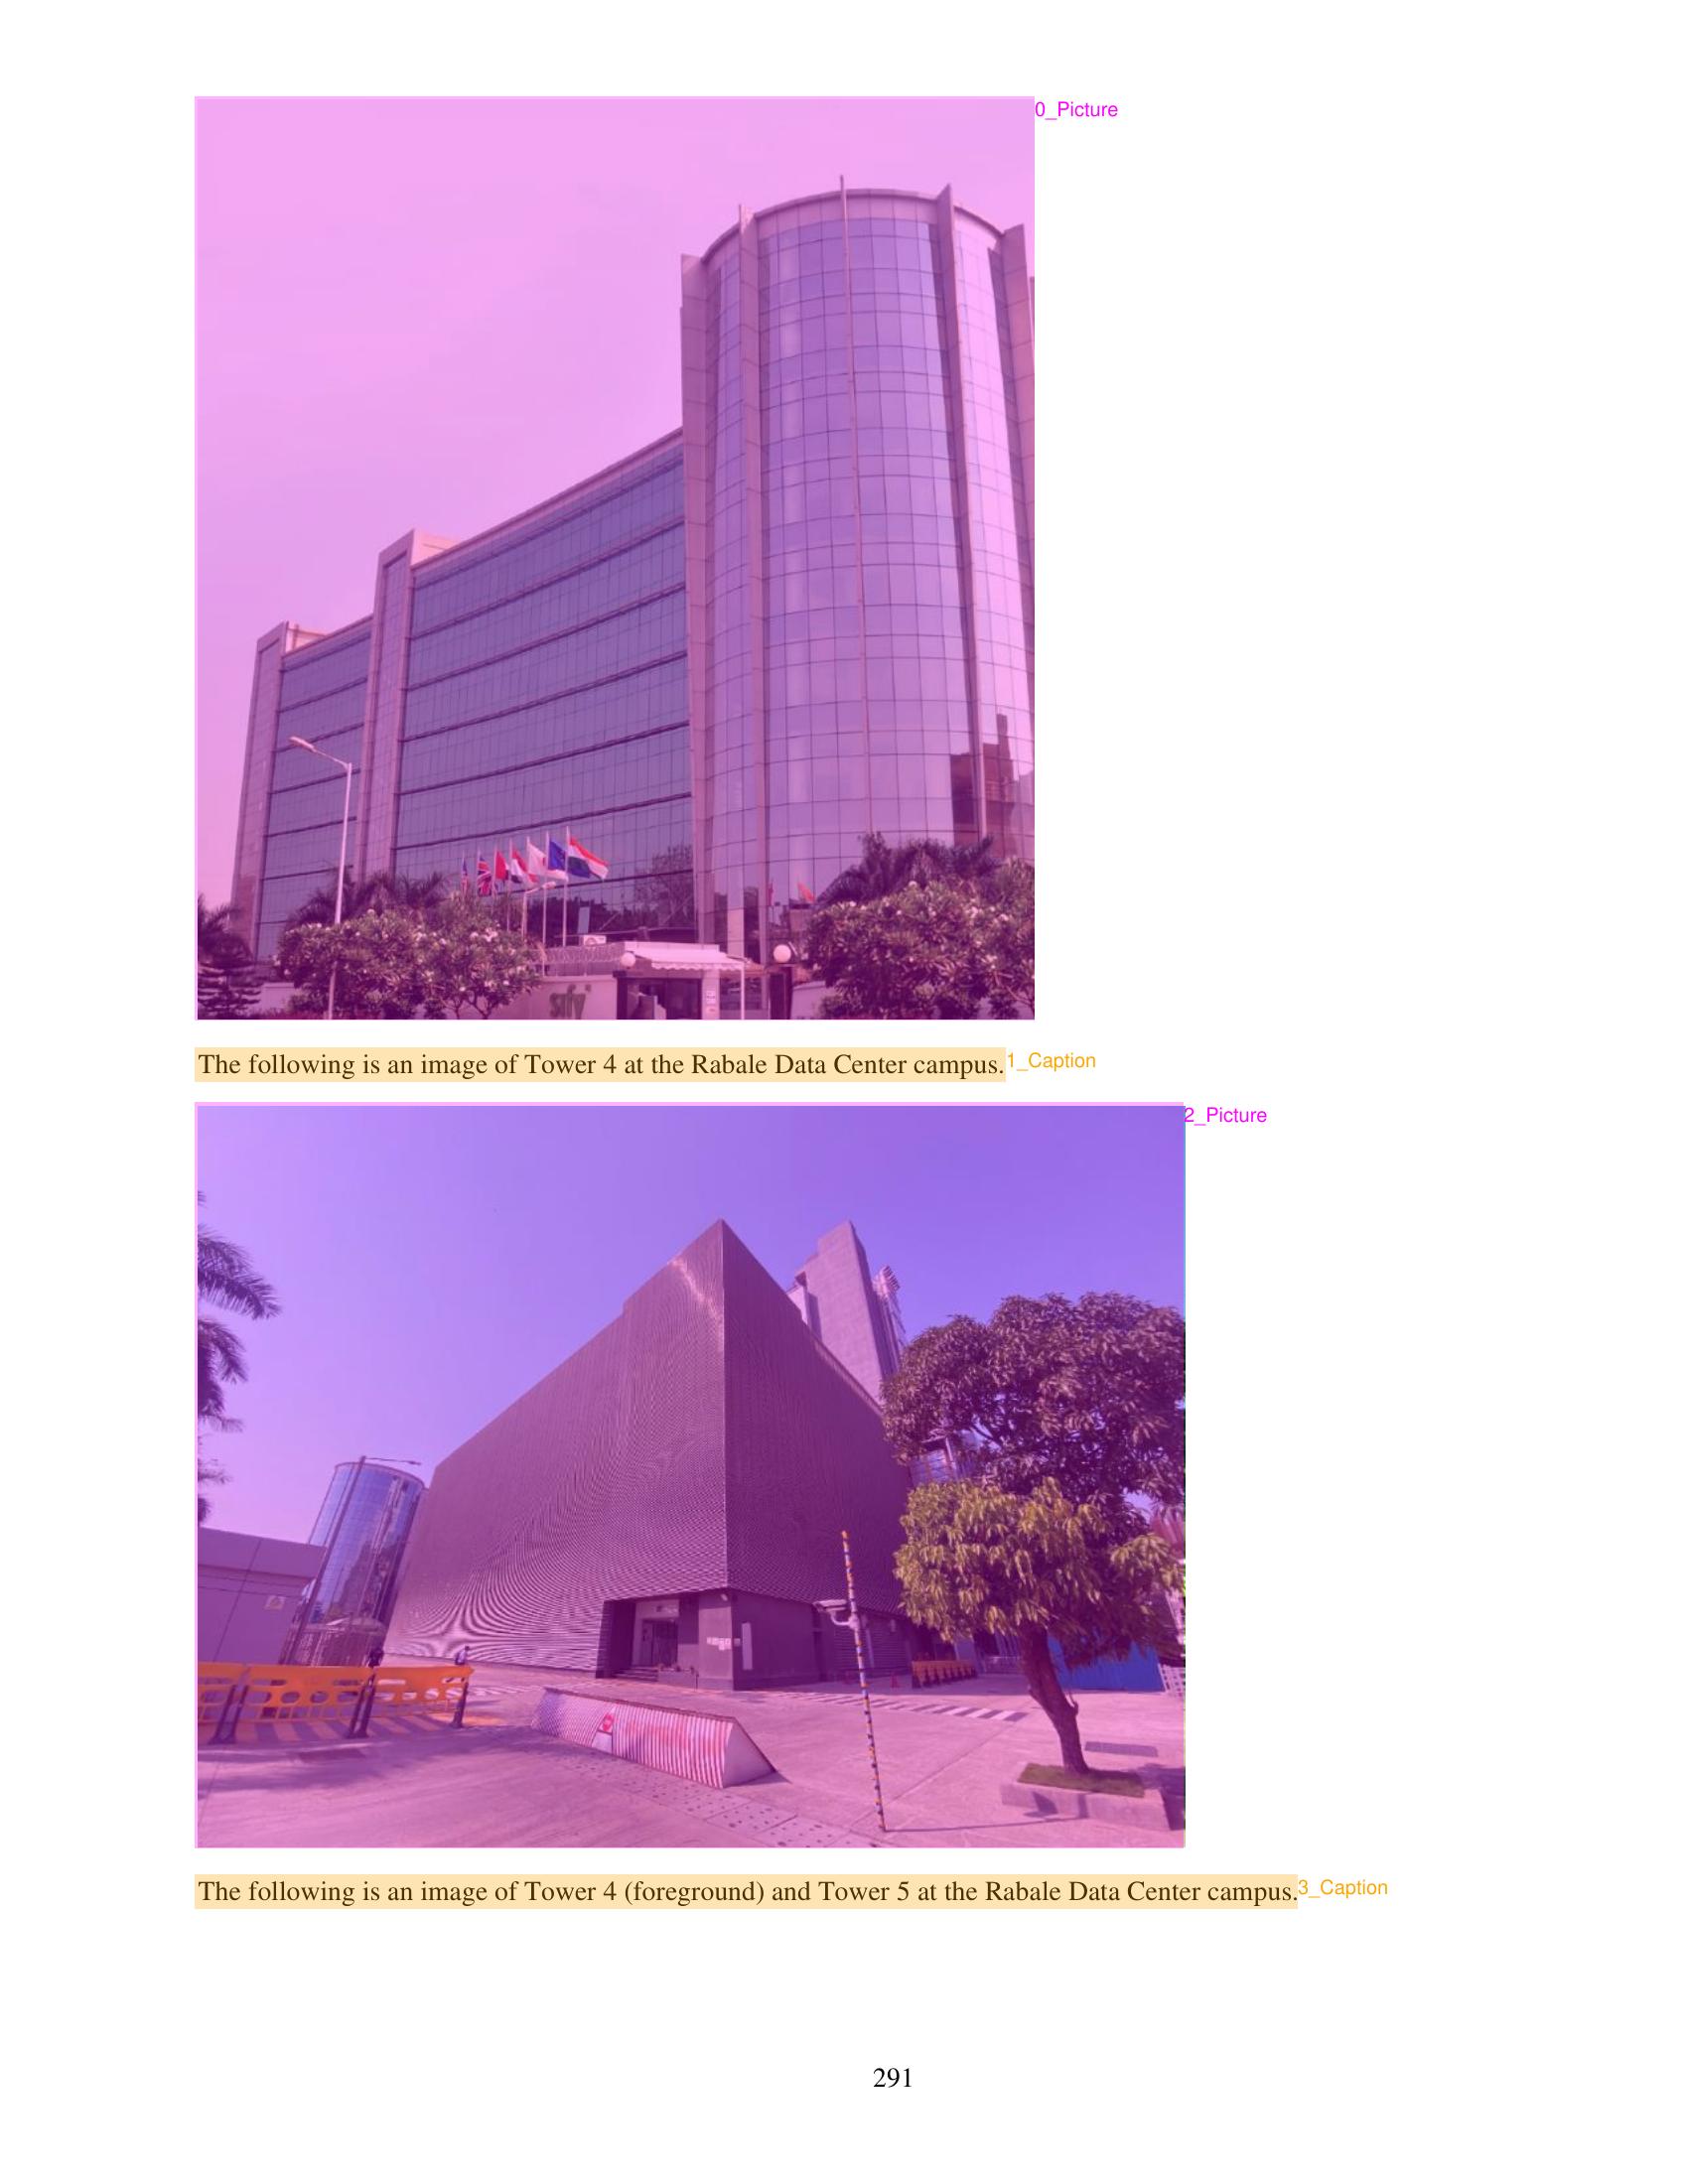 0_Picture
sify
The following is an image of Tower 4 at the Rabale Data Center campus.
1_Caption
2_Picture
The following is an image of Tower 4 (foreground) and Tower 5 at the Rabale Data Center campus.
3_Caption
291